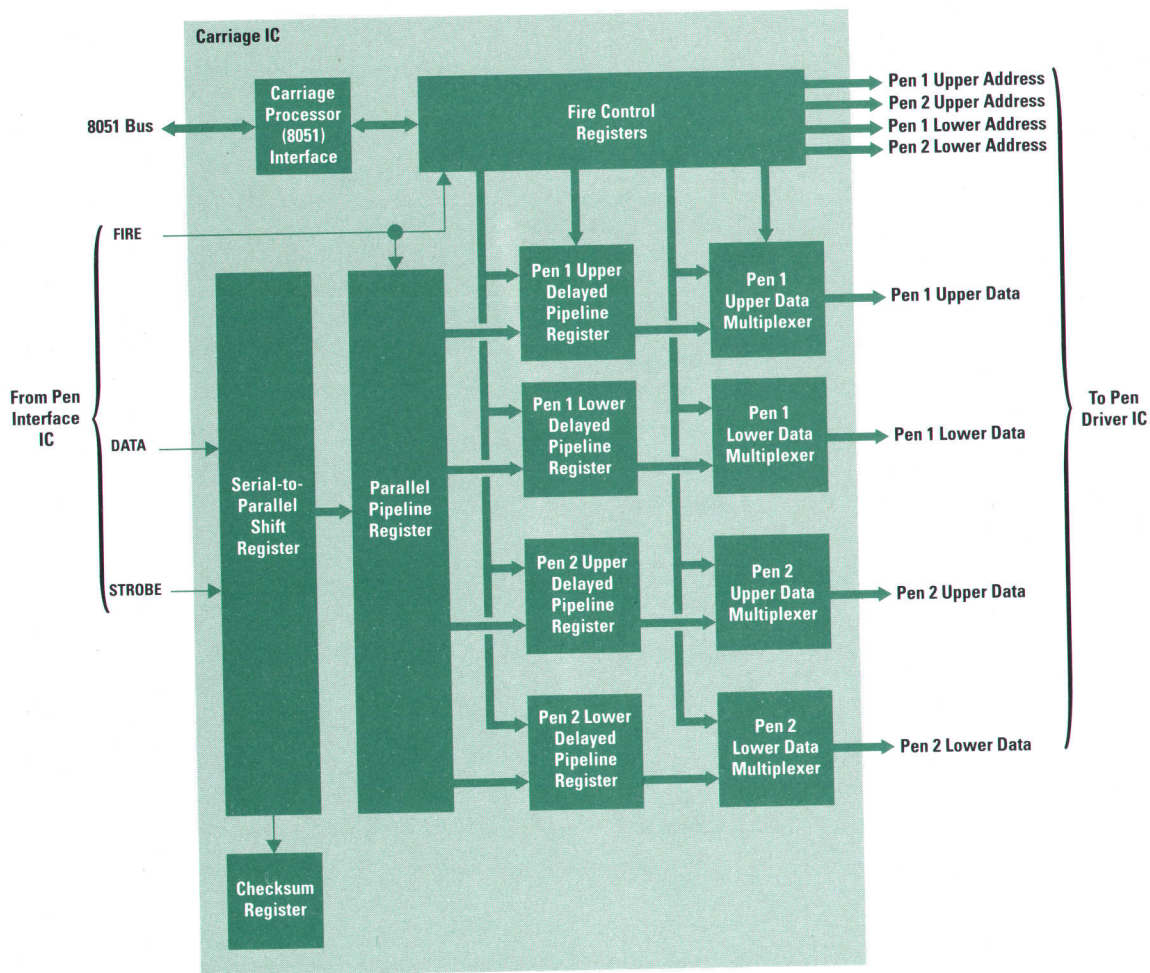 Carriage IC
Carriage
Processor
(8051)
Interface
8051 Bus
Fire Control
Registers
Pen 1 Upper Address
Pen 2 Upper Address
Pen 1 Lower Address
Pen 2 Lower Address
FIRE
From Pen
Interface
IC
DATA
STROBE
Serial-to-
Parallel
Shift
Register
Parallel
Pipeline
Register
Pen 1 Upper
Delayed
Pipeline
Register
Pen 1
Upper Data
Multiplexer
Pen 1 Upper Data
Pen 1 Lower
Delayed
Pipeline
Register
Pen 1
Lower Data
Multiplexer
Pen 1 Lower Data
To Pen
Driver IC
Pen 2 Upper
Delayed
Pipeline
Register
Pen 2
Upper Data
Multiplexer
Pen 2 Upper Data
Pen 2 Lower
Delayed
Pipeline
Register
Pen 2
Lower Data
Multiplexer
Pen 2 Lower Data
Checksum
Register